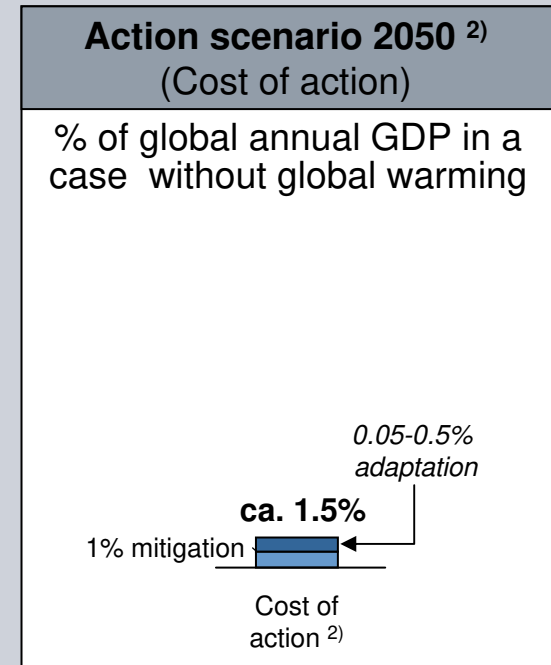 Action scenario 2050 2)
(Cost of action)
% of global annual GDP in a
case without global warming
0.05-0.5%
adaptation
ca. 1.5%
1% mitigation
Cost of
action 2)